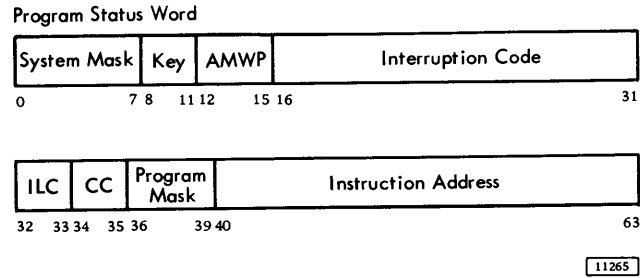 Program Status Word
System Mask Key AMWP Interruption Code
0 7 8 11 12 15 16 31
ILC CC Program Mask Instruction Address
32 33 34 35 36 39 40 63
11265